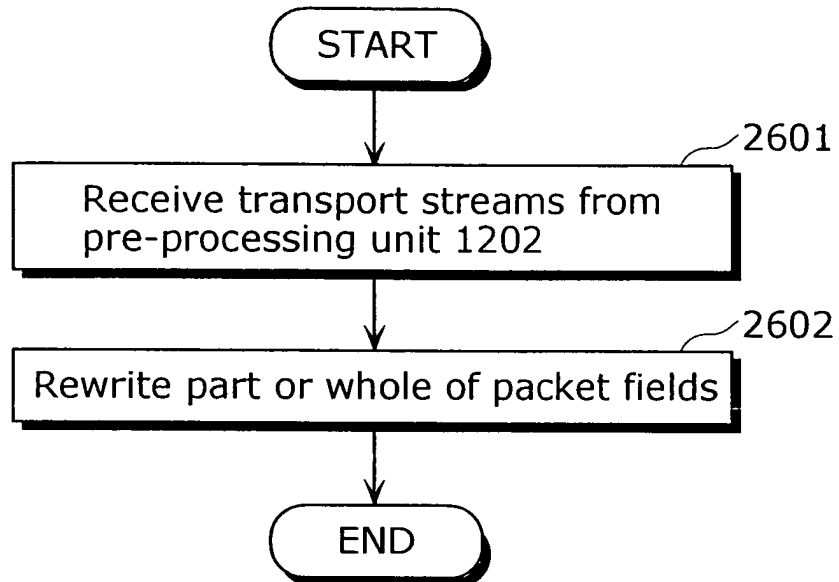 START
2601
Receive transport streams from
pre-processing unit 1202
2602
Rewrite part or whole of packet fields
END